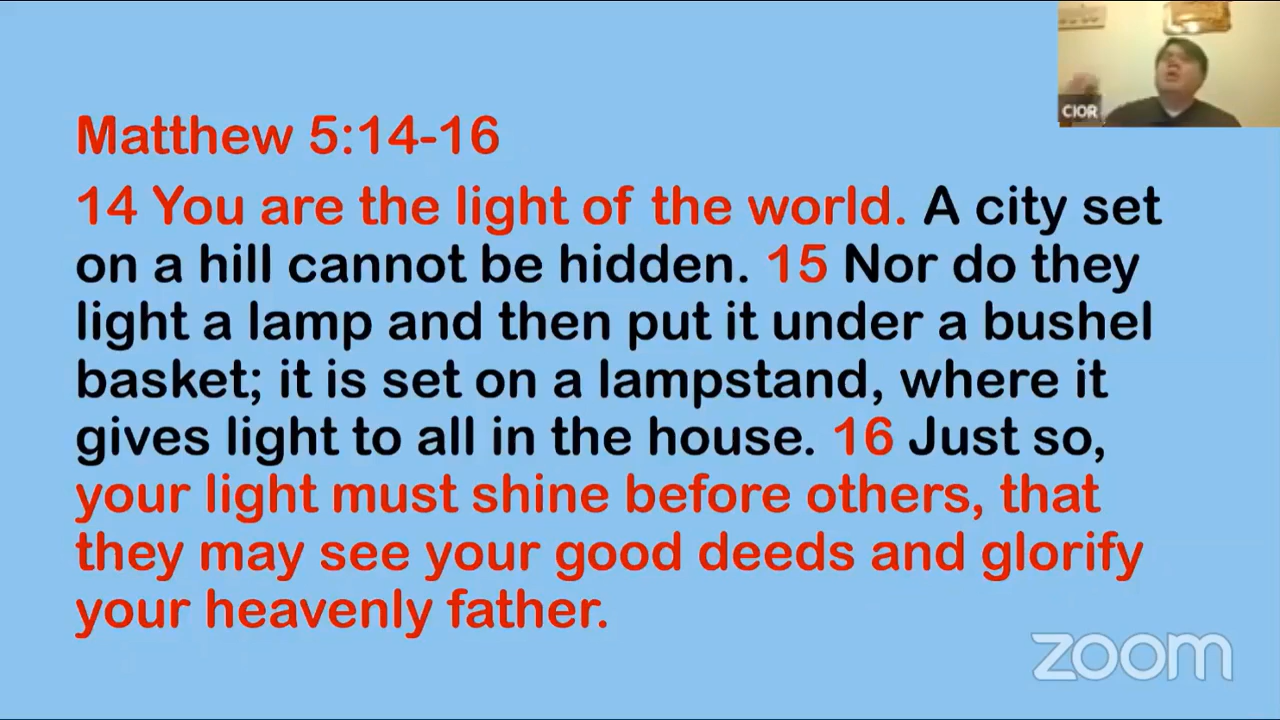 CIOR
Matthew 5:14-16
14 You are the light of the world. A city set
on a hill cannot be hidden. 15 Nor do they
light a lamp and then put it under a bushel
basket; it is set on a lampstand, where it
gives light to all in the house. 16 Just so,
your light must shine before others, that
they may see your good deeds and glorify
your heavenly father.
zoom